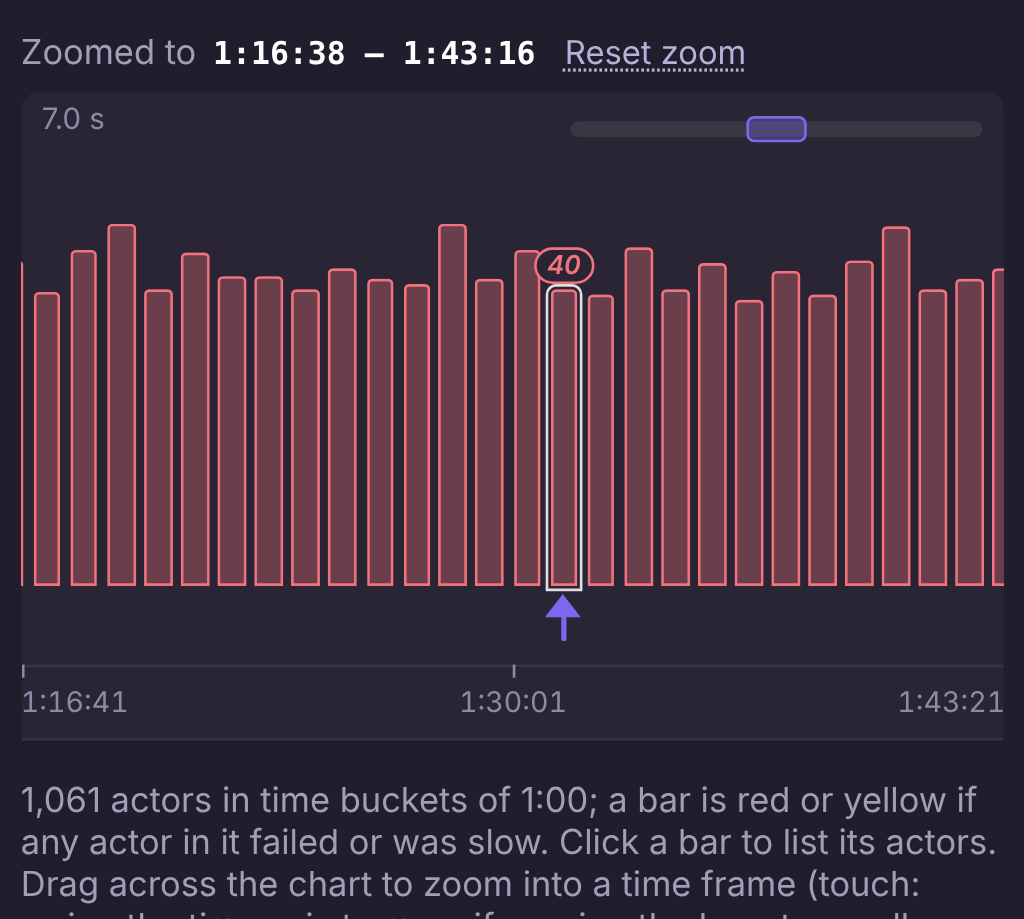 Zoomed to 1:16:38 – 1:43:16 Reset zoom
7.0 s
40
1:16:41 1:30:01 1:43:21
1,061 actors in time buckets of 1:00; a bar is red or yellow if
any actor in it failed or was slow. Click a bar to list its actors.
Drag across the chart to zoom into a time frame (touch: